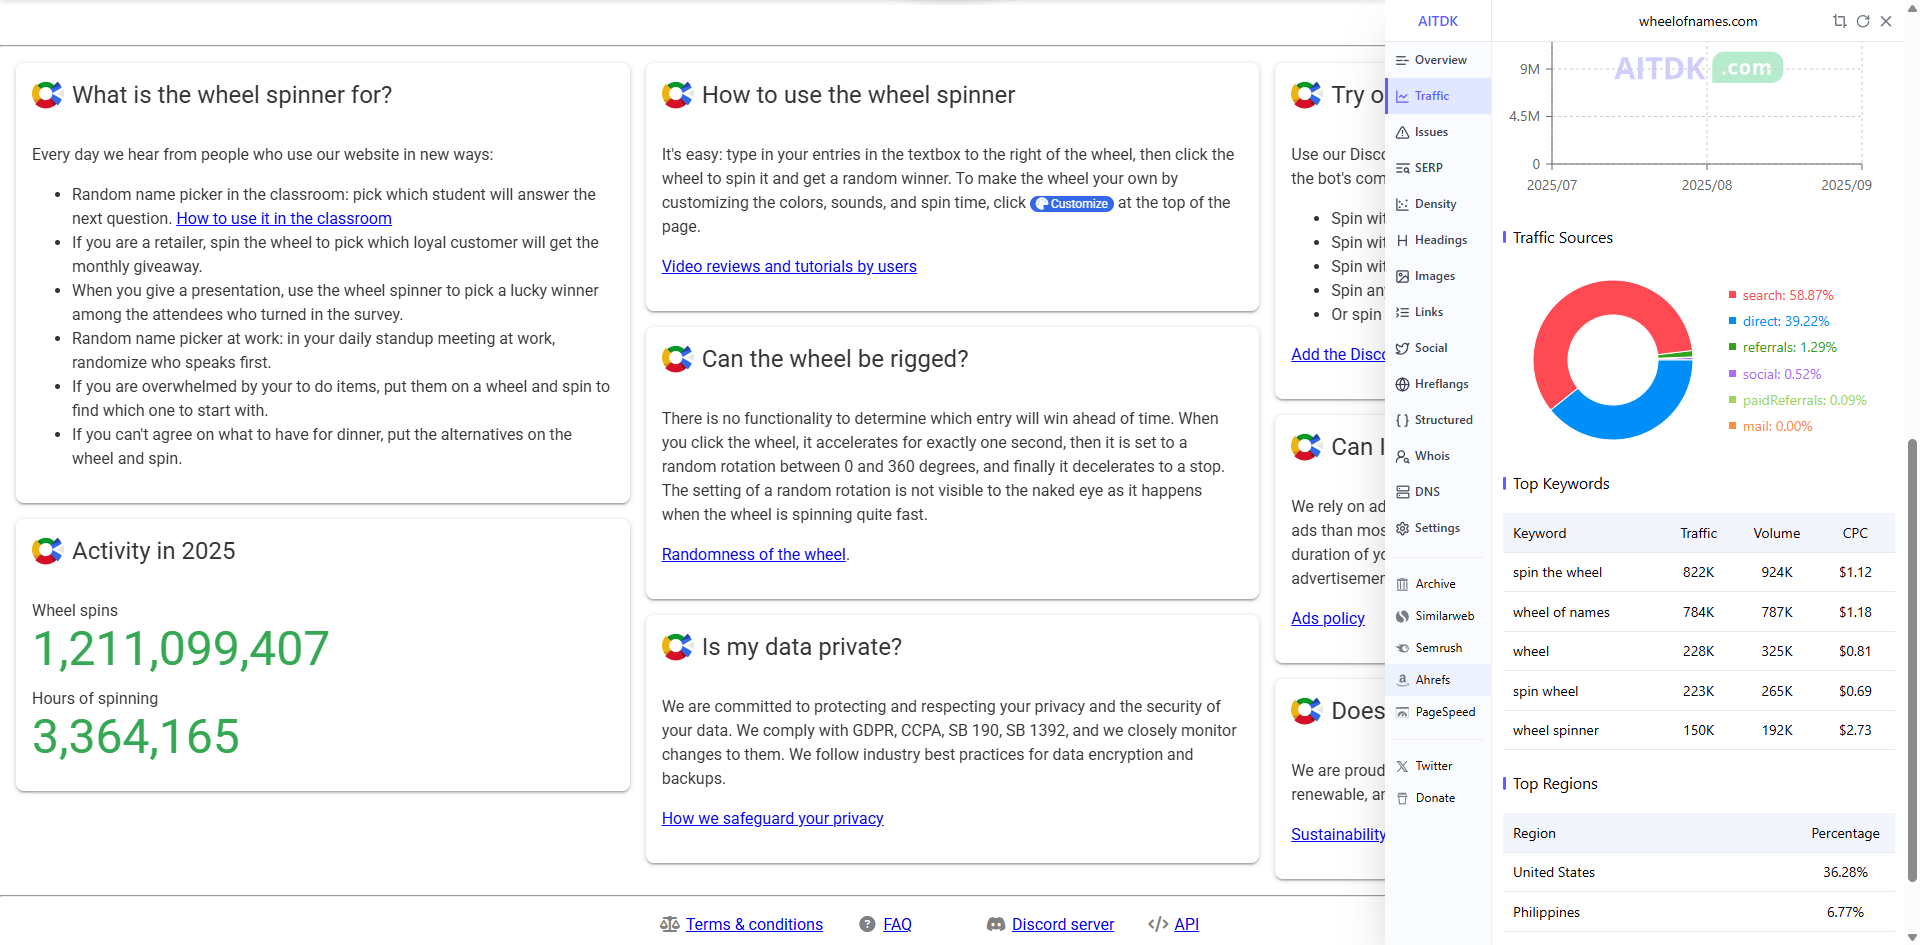 What is the wheel spinner for?
Every day we hear from people who use our website in new ways:
• Random name picker in the classroom: pick which student will answer the
next question. How to use it in the classroom
• If you are a retailer, spin the wheel to pick which loyal customer will get the
monthly giveaway.
• When you give a presentation, use the wheel spinner to pick a lucky winner
among the attendees who turned in the survey.
• Random name picker at work: in your daily standup meeting at work,
randomize who speaks first.
• If you are overwhelmed by your to do items, put them on a wheel and spin to
find which one to start with.
• If you can't agree on what to have for dinner, put the alternatives on the
wheel and spin.
Activity in 2025
Wheel spins
1,211,099,407
Hours of spinning
3,364,165
How to use the wheel spinner
It's easy: type in your entries in the textbox to the right of the wheel, then click the
wheel to spin it and get a random winner. To make the wheel your own by
customizing the colors, sounds, and spin time, click Customize at the top of the
page.
Video reviews and tutorials by users
Can the wheel be rigged?
There is no functionality to determine which entry will win ahead of time. When
you click the wheel, it accelerates for exactly one second, then it is set to a
random rotation between 0 and 360 degrees, and finally it decelerates to a stop.
The setting of a random rotation is not visible to the naked eye as it happens
when the wheel is spinning quite fast.
Randomness of the wheel.
Is my data private?
We are committed to protecting and respecting your privacy and the security of
your data. We comply with GDPR, CCPA, SB 190, SB 1392, and we closely monitor
changes to them. We follow industry best practices for data encryption and
backups.
How we safeguard your privacy
Try o
Use our Disc
the bot's com
• Spin wit
• Spin wit
• Spin wit
• Spin an
• Or spin
Add the Disc
Can I
We rely on ad
ads than mos
duration of yo
advertisemen
Ads policy
Does
We are proud
renewable, a
Sustainability
Terms & conditions
FAQ
Discord server
API
AITDK
Overview
Traffic
Issues
SERP
Density
Headings
Images
Links
Social
Hreflangs
Structured
Whois
DNS
Settings
Archive
Similarweb
Semrush
Ahrefs
PageSpeed
Twitter
Donate
wheelofnames.com
AITDK .com
9M
4.5M
0
2025/07 2025/08 2025/09
Traffic Sources
search: 58.87%
direct: 39.22%
referrals: 1.29%
social: 0.52%
paidReferrals: 0.09%
mail: 0.00%
Top Keywords
Keyword Traffic Volume CPC
spin the wheel 822K 924K $1.12
wheel of names 784K 787K $1.18
wheel 228K 325K $0.81
spin wheel 223K 265K $0.69
wheel spinner 150K 192K $2.73
Top Regions
Region Percentage
United States 36.28%
Philippines 6.77%